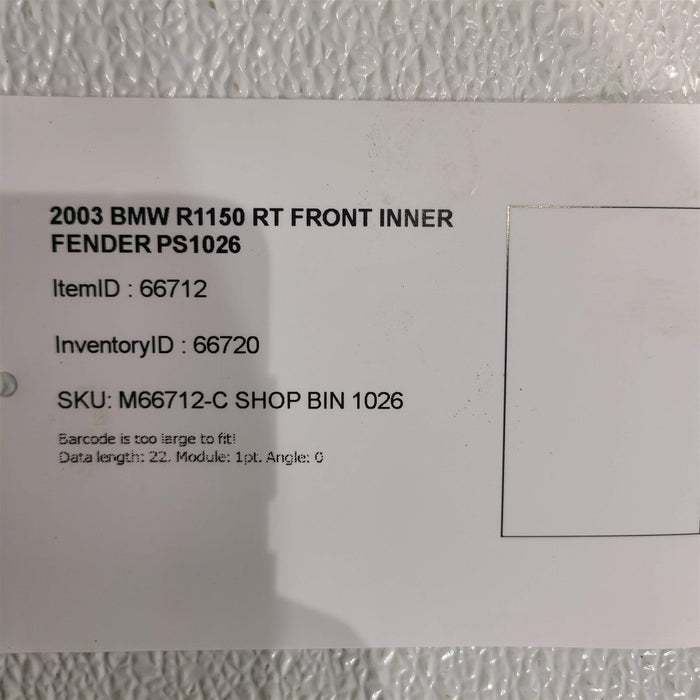 2003 BMW R1150 RT FRONT INNER
FENDER PS1026
ItemID : 66712
InventoryID : 66720
SKU: M66712-C SHOP BIN 1026
Barcode is too large to fit!
Data length: 22, Module: 1pt. Angle: 0